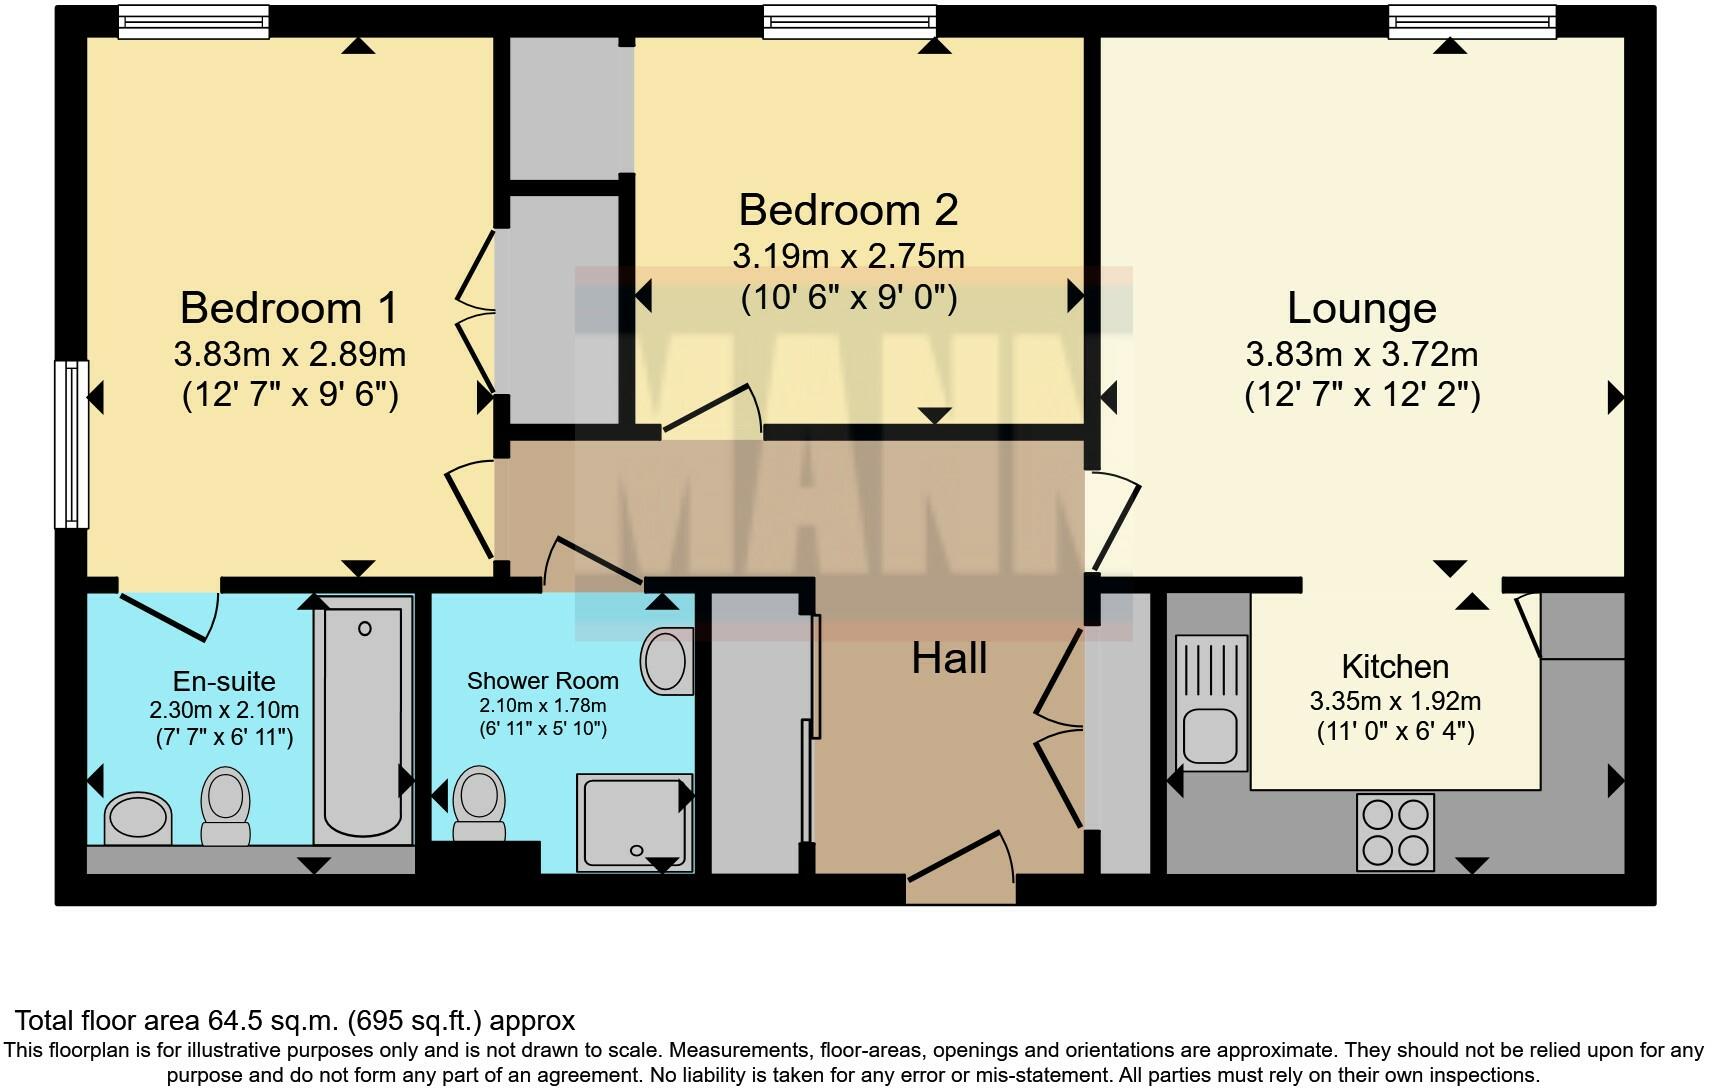 Bedroom 1
3.83m x 2.89m
(12' 7" x 9' 6")
Bedroom 2
3.19m x 2.75m
(10' 6" x 9' 0")
Lounge
3.83m x 3.72m
(12' 7" x 12' 2")
MANN
MANN
En-suite
2.30m x 2.10m
(7' 7" x 6' 11")
Shower Room
2.10m x 1.78m
(6' 11" x 5' 10")
Hall
Kitchen
3.35m x 1.92m
(11' 0" x 6' 4")
Total floor area 64.5 sq.m. (695 sq.ft.) approx
This floorplan is for illustrative purposes only and is not drawn to scale. Measurements, floor-areas, openings and orientations are approximate. They should not be relied upon for any
purpose and do not form any part of an agreement. No liability is taken for any error or mis-statement. All parties must rely on their own inspections.